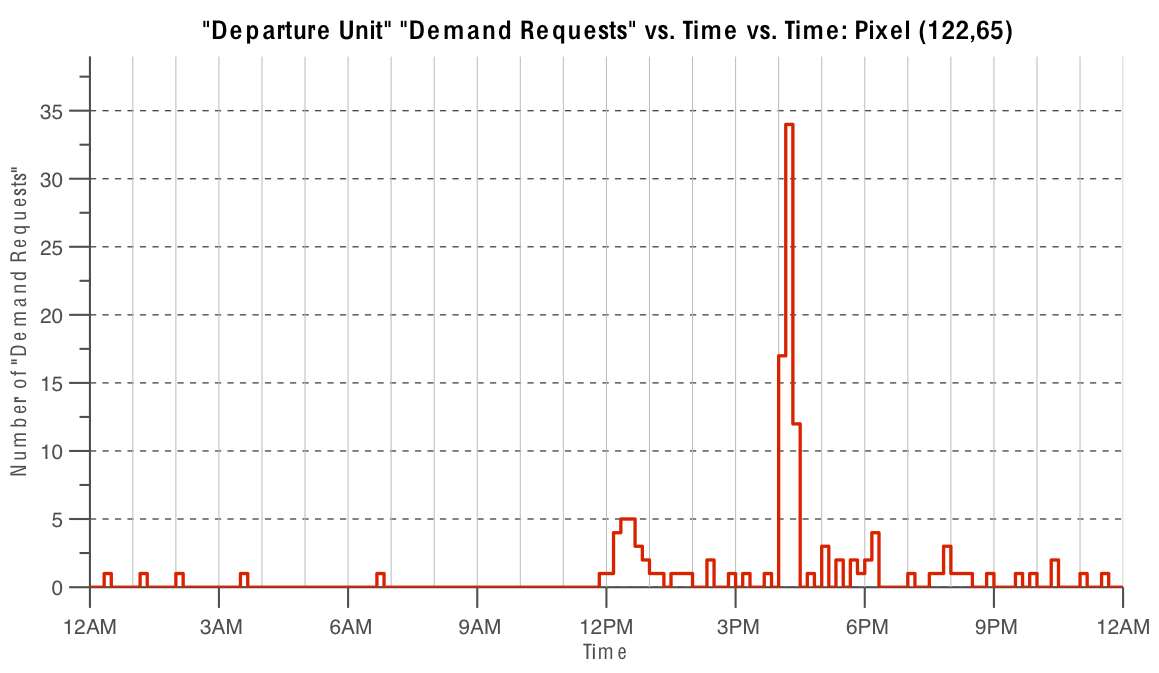 "Departure Unit" "Demand Requests" vs. Time vs. Time: Pixel (122,65)
Number of "Demand Requests"
35
30
25
20
15
10
5
0
12AM 3AM 6AM 9AM 12PM 3PM 6PM 9PM 12AM
Time